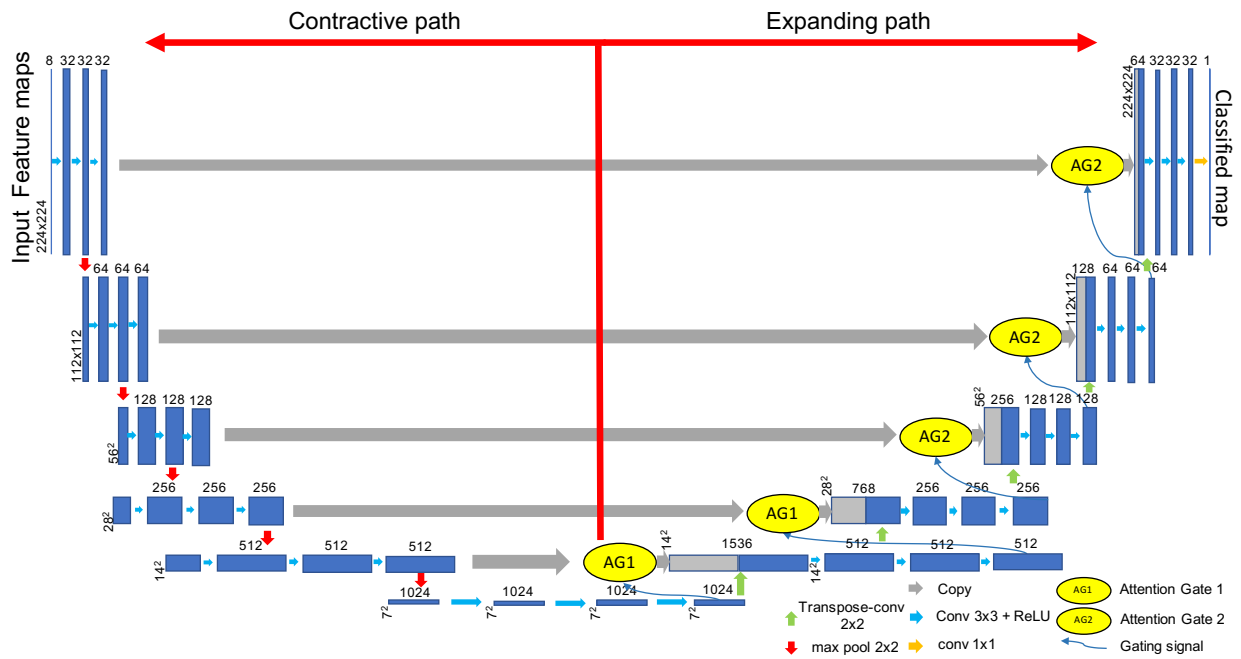 Contractive path
Expanding path
8 32 32 32
Input Feature maps
224x224
AG2
224x224
64 32 32 32 1
Classified map
64 64 64
112x112
AG2
112x112
128 64 64 64
128 128 128
56²
AG2
56²
256 128 128 128
256 256 256
28²
AG1
28²
768 256 256 256
512 512 512
14²
AG1
14²
1536
14²
512 512 512
1024 1024 1024 1024
7² 7² 7² 7²
Copy
Transpose-conv
2x2
Conv 3x3 + ReLU
max pool 2x2
conv 1x1
AG1 Attention Gate 1
AG2 Attention Gate 2
Gating signal